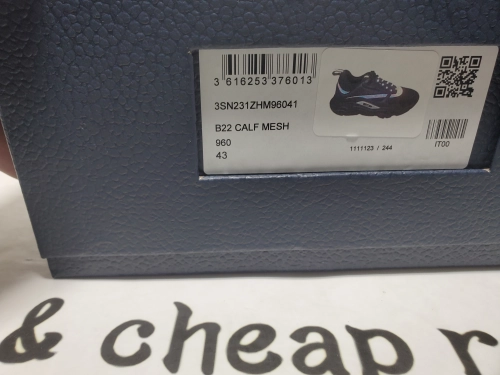 3 616253 376013
3SN231ZHM96041
B22 CALF MESH
960
43
1111123 / 244
IT00
& cheap r